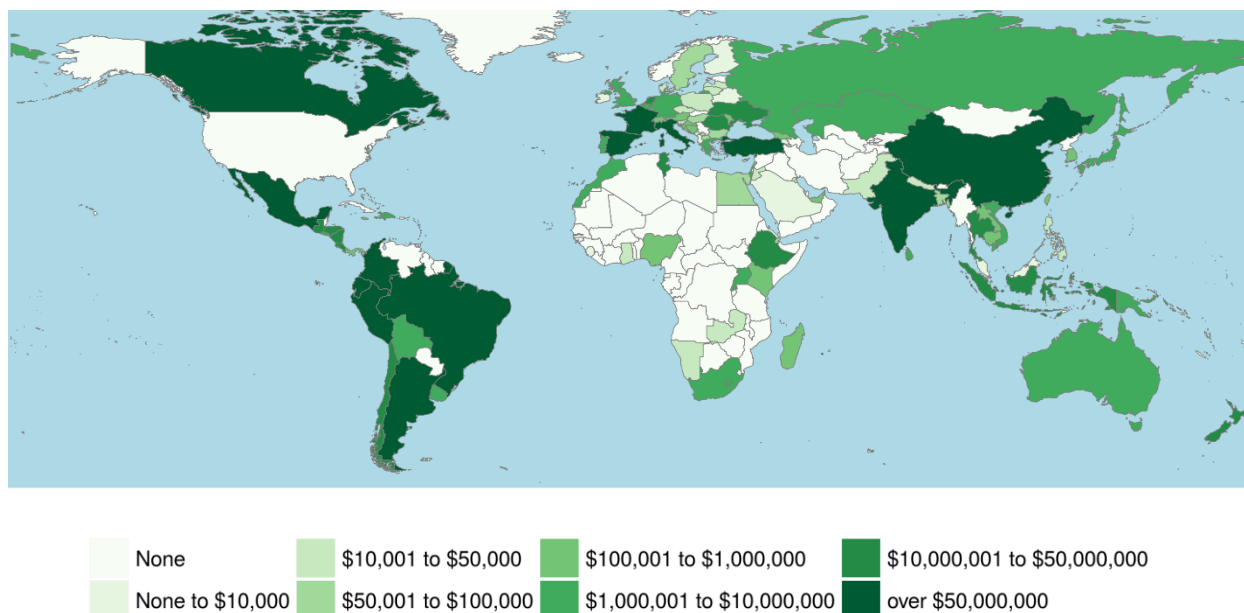 None
$10,001 to $50,000
$100,001 to $1,000,000
$10,000,001 to $50,000,000
None to $10,000
$50,001 to $100,000
$1,000,001 to $10,000,000
over $50,000,000